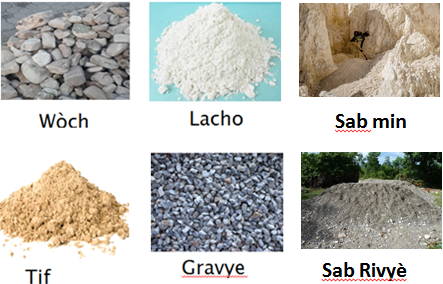 Wòch
Lacho
Sab min
Tif
Gravye
Sab Rivyè